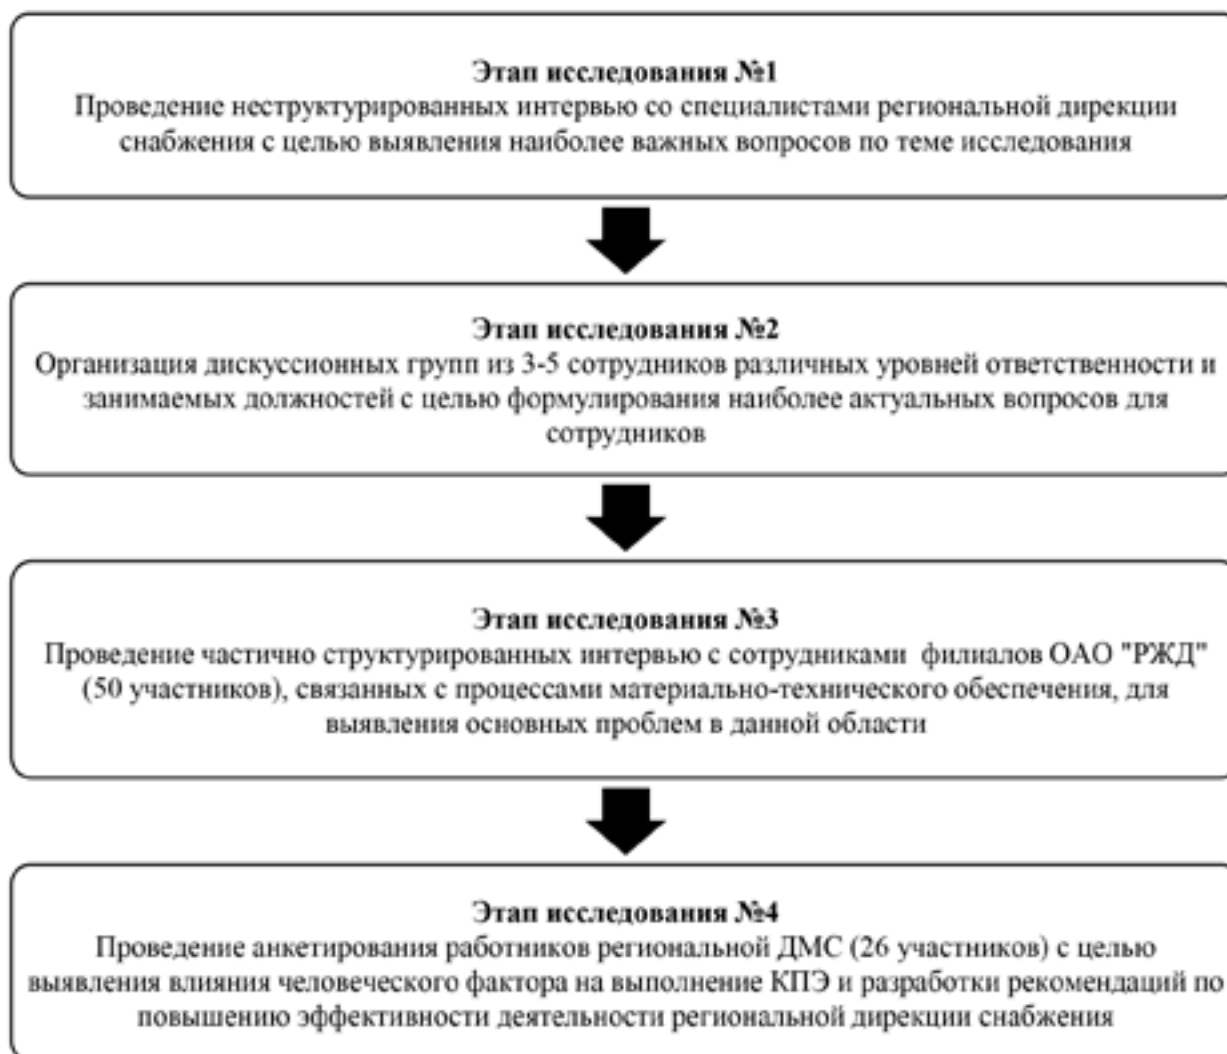 Этап исследования №1
Проведение неструктурированных интервью со специалистами региональной дирекции
снабжения с целью выявления наиболее важных вопросов по теме исследования
Этап исследования №2
Организация дискуссионных групп из 3-5 сотрудников различных уровней ответственности и
занимаемых должностей с целью формулирования наиболее актуальных вопросов для
сотрудников
Этап исследования №3
Проведение частично структурированных интервью с сотрудниками филиалов ОАО "РЖД"
(50 участников), связанных с процессами материально-технического обеспечения, для
выявления основных проблем в данной области
Этап исследования №4
Проведение анкетирования работников региональной ДМС (26 участников) с целью
выявления влияния человеческого фактора на выполнение КПЭ и разработки рекомендаций по
повышению эффективности деятельности региональной дирекции снабжения